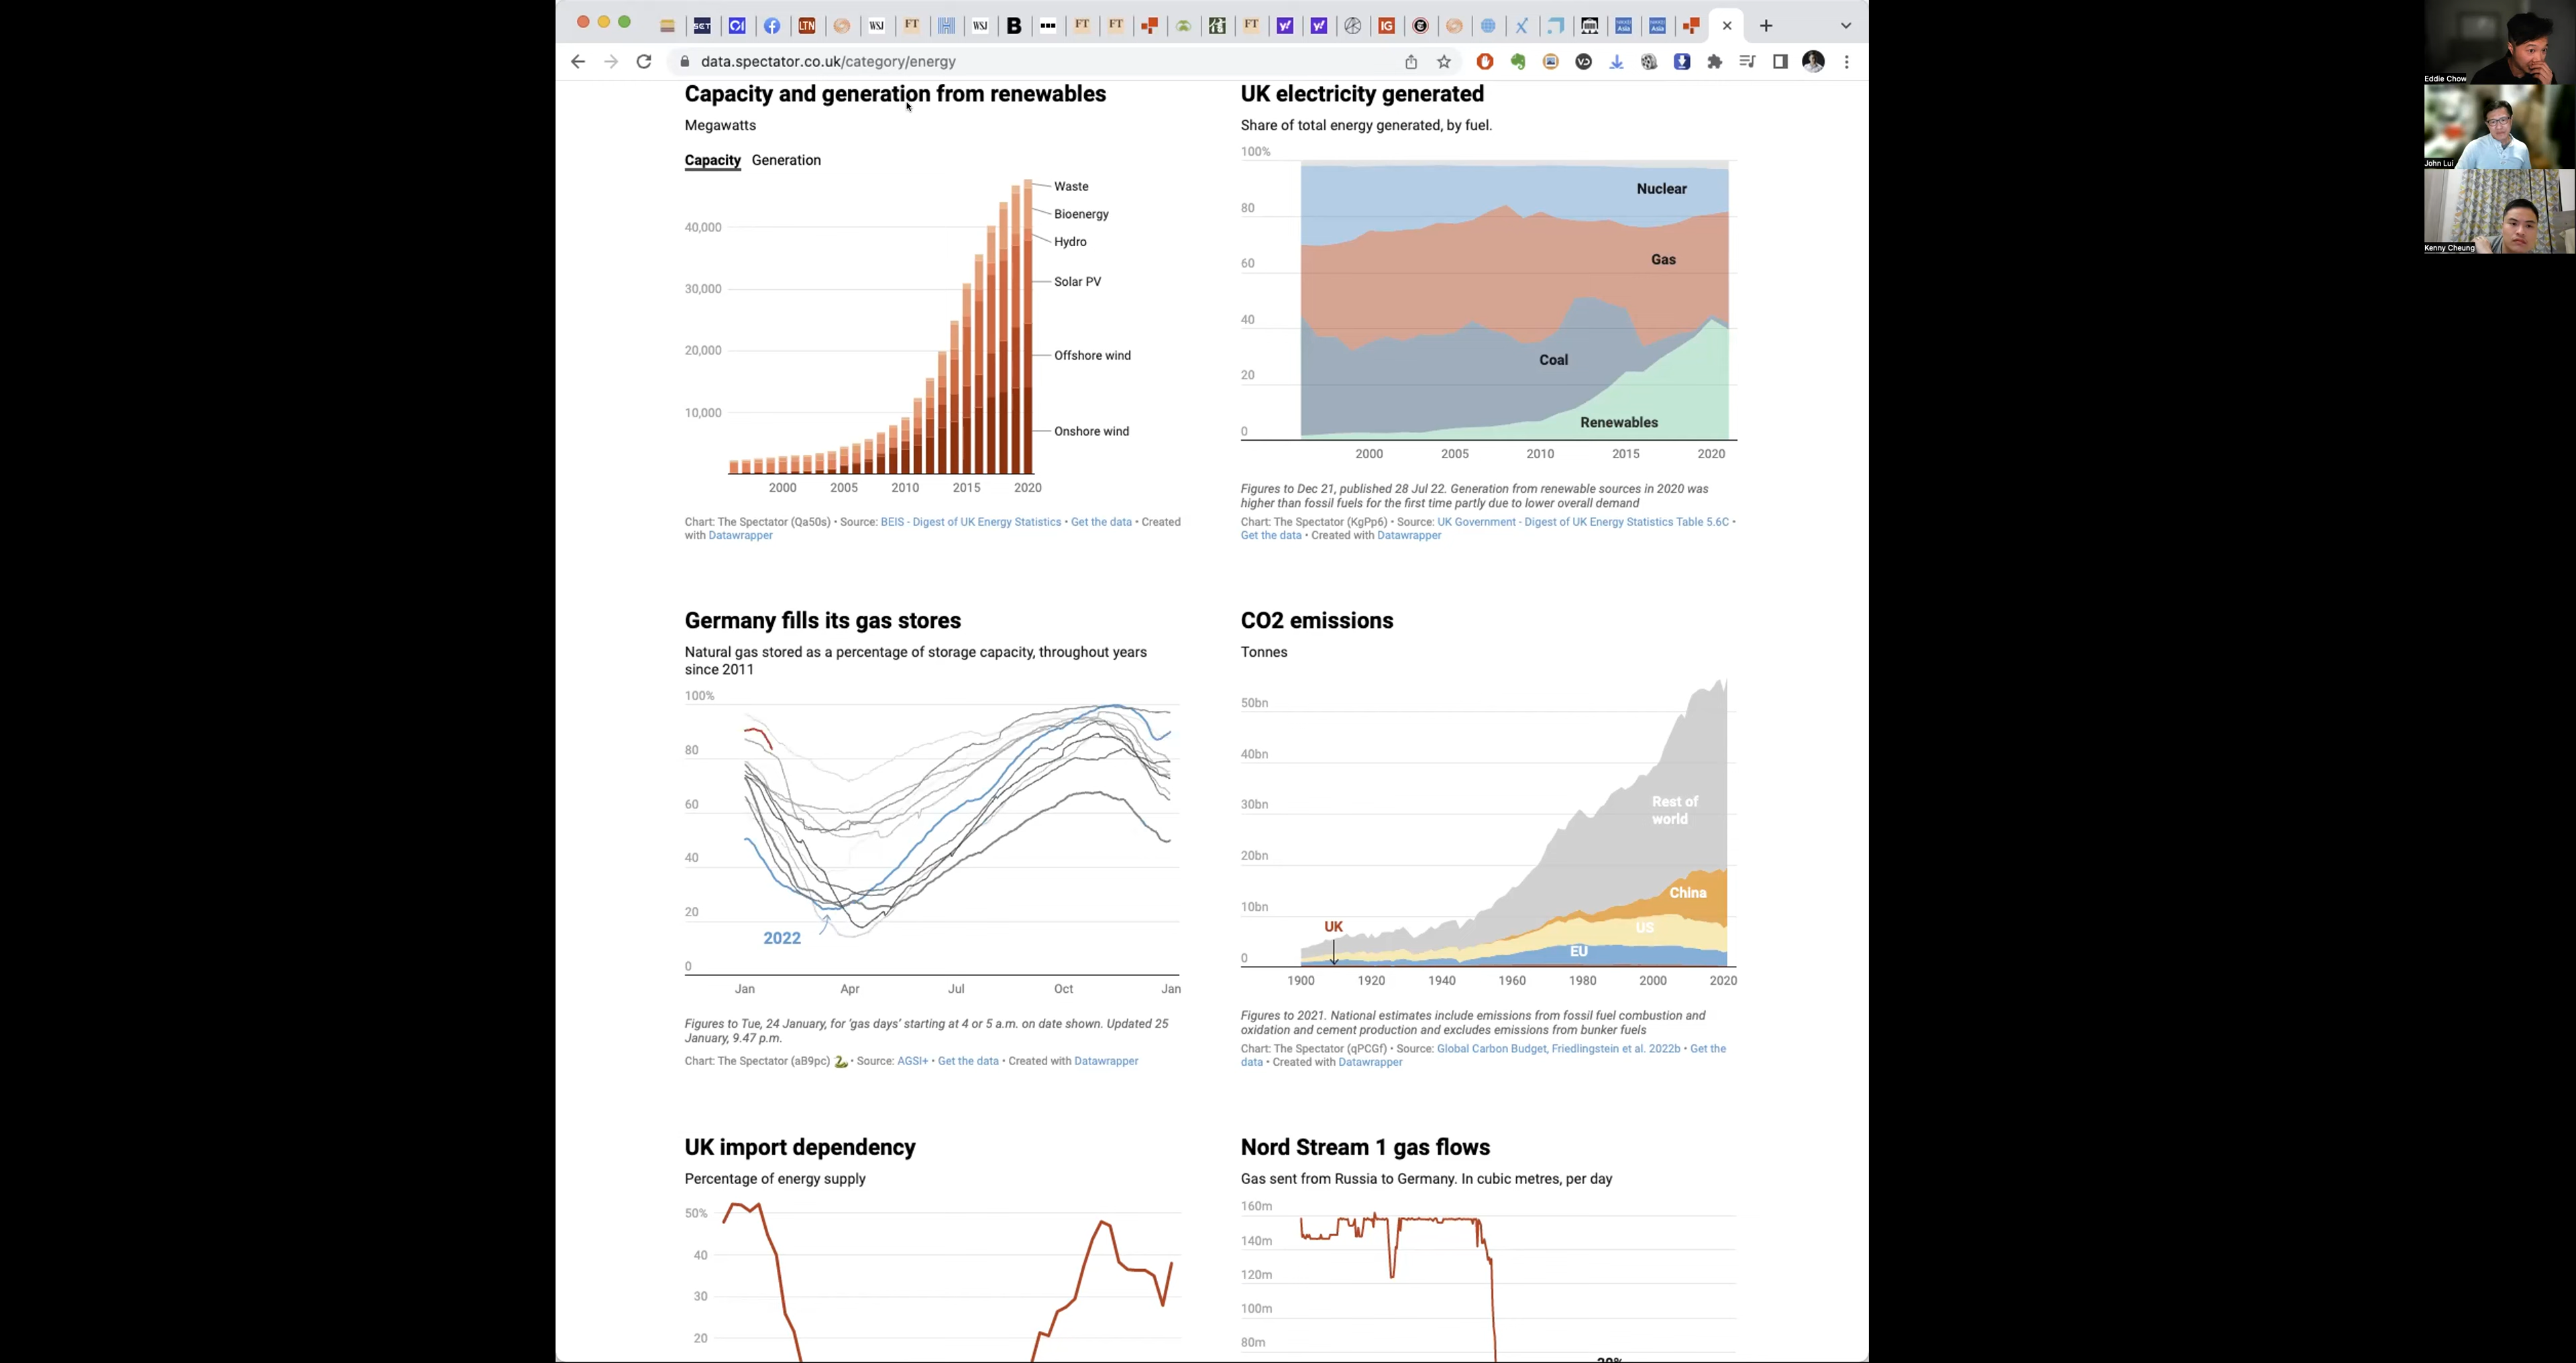 SET
LTN
WSJ
FT
WSJ
B
FT
FT
FT
y!
y!
IG
Asia
Asia
data.spectator.co.uk/category/energy
Capacity and generation from renewables
Megawatts
Capacity Generation
Waste
Bioenergy
Hydro
Solar PV
Offshore wind
Onshore wind
40,000
30,000
20,000
10,000
2000 2005 2010 2015 2020
Chart: The Spectator (Qa50s) • Source: BEIS - Digest of UK Energy Statistics • Get the data • Created
with Datawrapper
UK electricity generated
Share of total energy generated, by fuel.
100%
80
60
40
20
0
Nuclear
Gas
Coal
Renewables
2000 2005 2010 2015 2020
Figures to Dec 21, published 28 Jul 22. Generation from renewable sources in 2020 was
higher than fossil fuels for the first time partly due to lower overall demand
Chart: The Spectator (KgPp6) • Source: UK Government - Digest of UK Energy Statistics Table 5.6C •
Get the data • Created with Datawrapper
Germany fills its gas stores
Natural gas stored as a percentage of storage capacity, throughout years
since 2011
100%
80
60
40
20
0
2022
Jan Apr Jul Oct Jan
Figures to Tue, 24 January, for ‘gas days’ starting at 4 or 5 a.m. on date shown. Updated 25
January, 9.47 p.m.
Chart: The Spectator (aB9pc) 🐍 • Source: AGSI+ • Get the data • Created with Datawrapper
CO2 emissions
Tonnes
50bn
40bn
30bn
20bn
10bn
0
Rest of
world
China
US
EU
UK
1900 1920 1940 1960 1980 2000 2020
Figures to 2021. National estimates include emissions from fossil fuel combustion and
oxidation and cement production and excludes emissions from bunker fuels
Chart: The Spectator (qPCGf) • Source: Global Carbon Budget, Friedlingstein et al. 2022b • Get the
data • Created with Datawrapper
UK import dependency
Percentage of energy supply
50%
40
30
20
Nord Stream 1 gas flows
Gas sent from Russia to Germany. In cubic metres, per day
160m
140m
120m
100m
80m
Eddie Chow
John Lui
Kenny Cheung